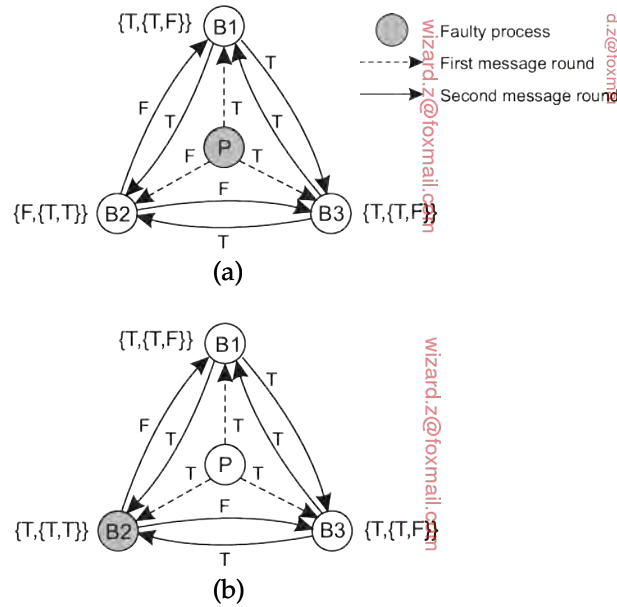 {T,{T,F}} B1
Faulty process
First message round
Second message round
F T T T
T
F P T
F
{F,{T,T}} B2 B3 {T,{T,F}}
T
(a)
{T,{T,F}} B1
T
F T T
T P T
F
{T,{T,T}} B2 B3 {T,{T,F}}
T
(b)
wizard.z@foxmail.com
wizard.z@foxmail.com